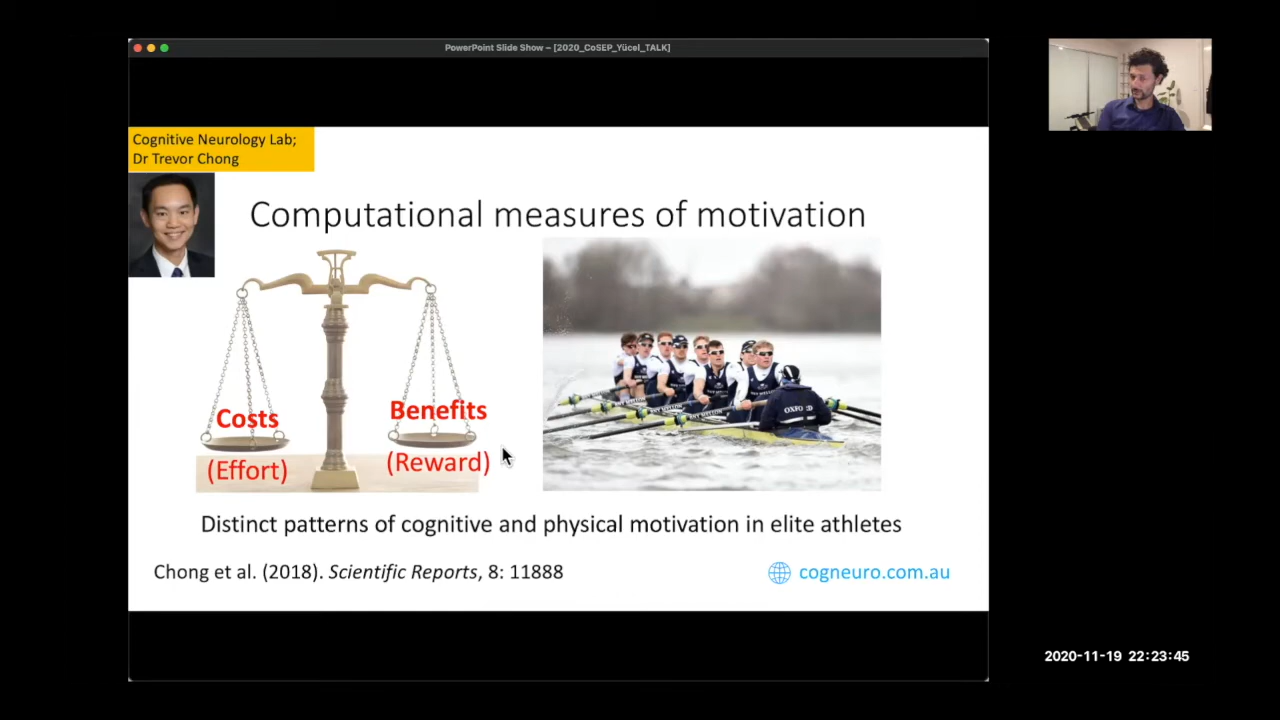 PowerPoint Slide Show – [2020_CoSEP_Yücel_TALK]
Cognitive Neurology Lab;
Dr Trevor Chong
Computational measures of motivation
Costs
(Effort)
Benefits
(Reward)
OXFO D
Distinct patterns of cognitive and physical motivation in elite athletes
Chong et al. (2018). Scientific Reports, 8: 11888
cogneuro.com.au
2020-11-19 22:23:45